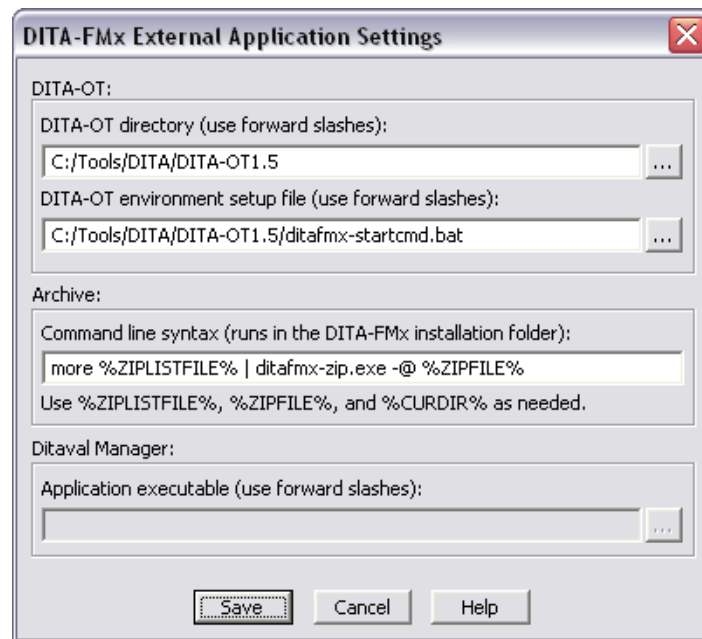 DITA-FMx External Application Settings
DITA-OT:
DITA-OT directory (use forward slashes):
C:/Tools/DITA/DITA-OT1.5
...
DITA-OT environment setup file (use forward slashes):
C:/Tools/DITA/DITA-OT1.5/ditafmx-startcmd.bat
...
Archive:
Command line syntax (runs in the DITA-FMx installation folder):
more %ZIPLISTFILE% | ditafmx-zip.exe -@ %ZIPFILE%
Use %ZIPLISTFILE%, %ZIPFILE%, and %CURDIR% as needed.
Ditaval Manager:
Application executable (use forward slashes):
...
Save Cancel Help